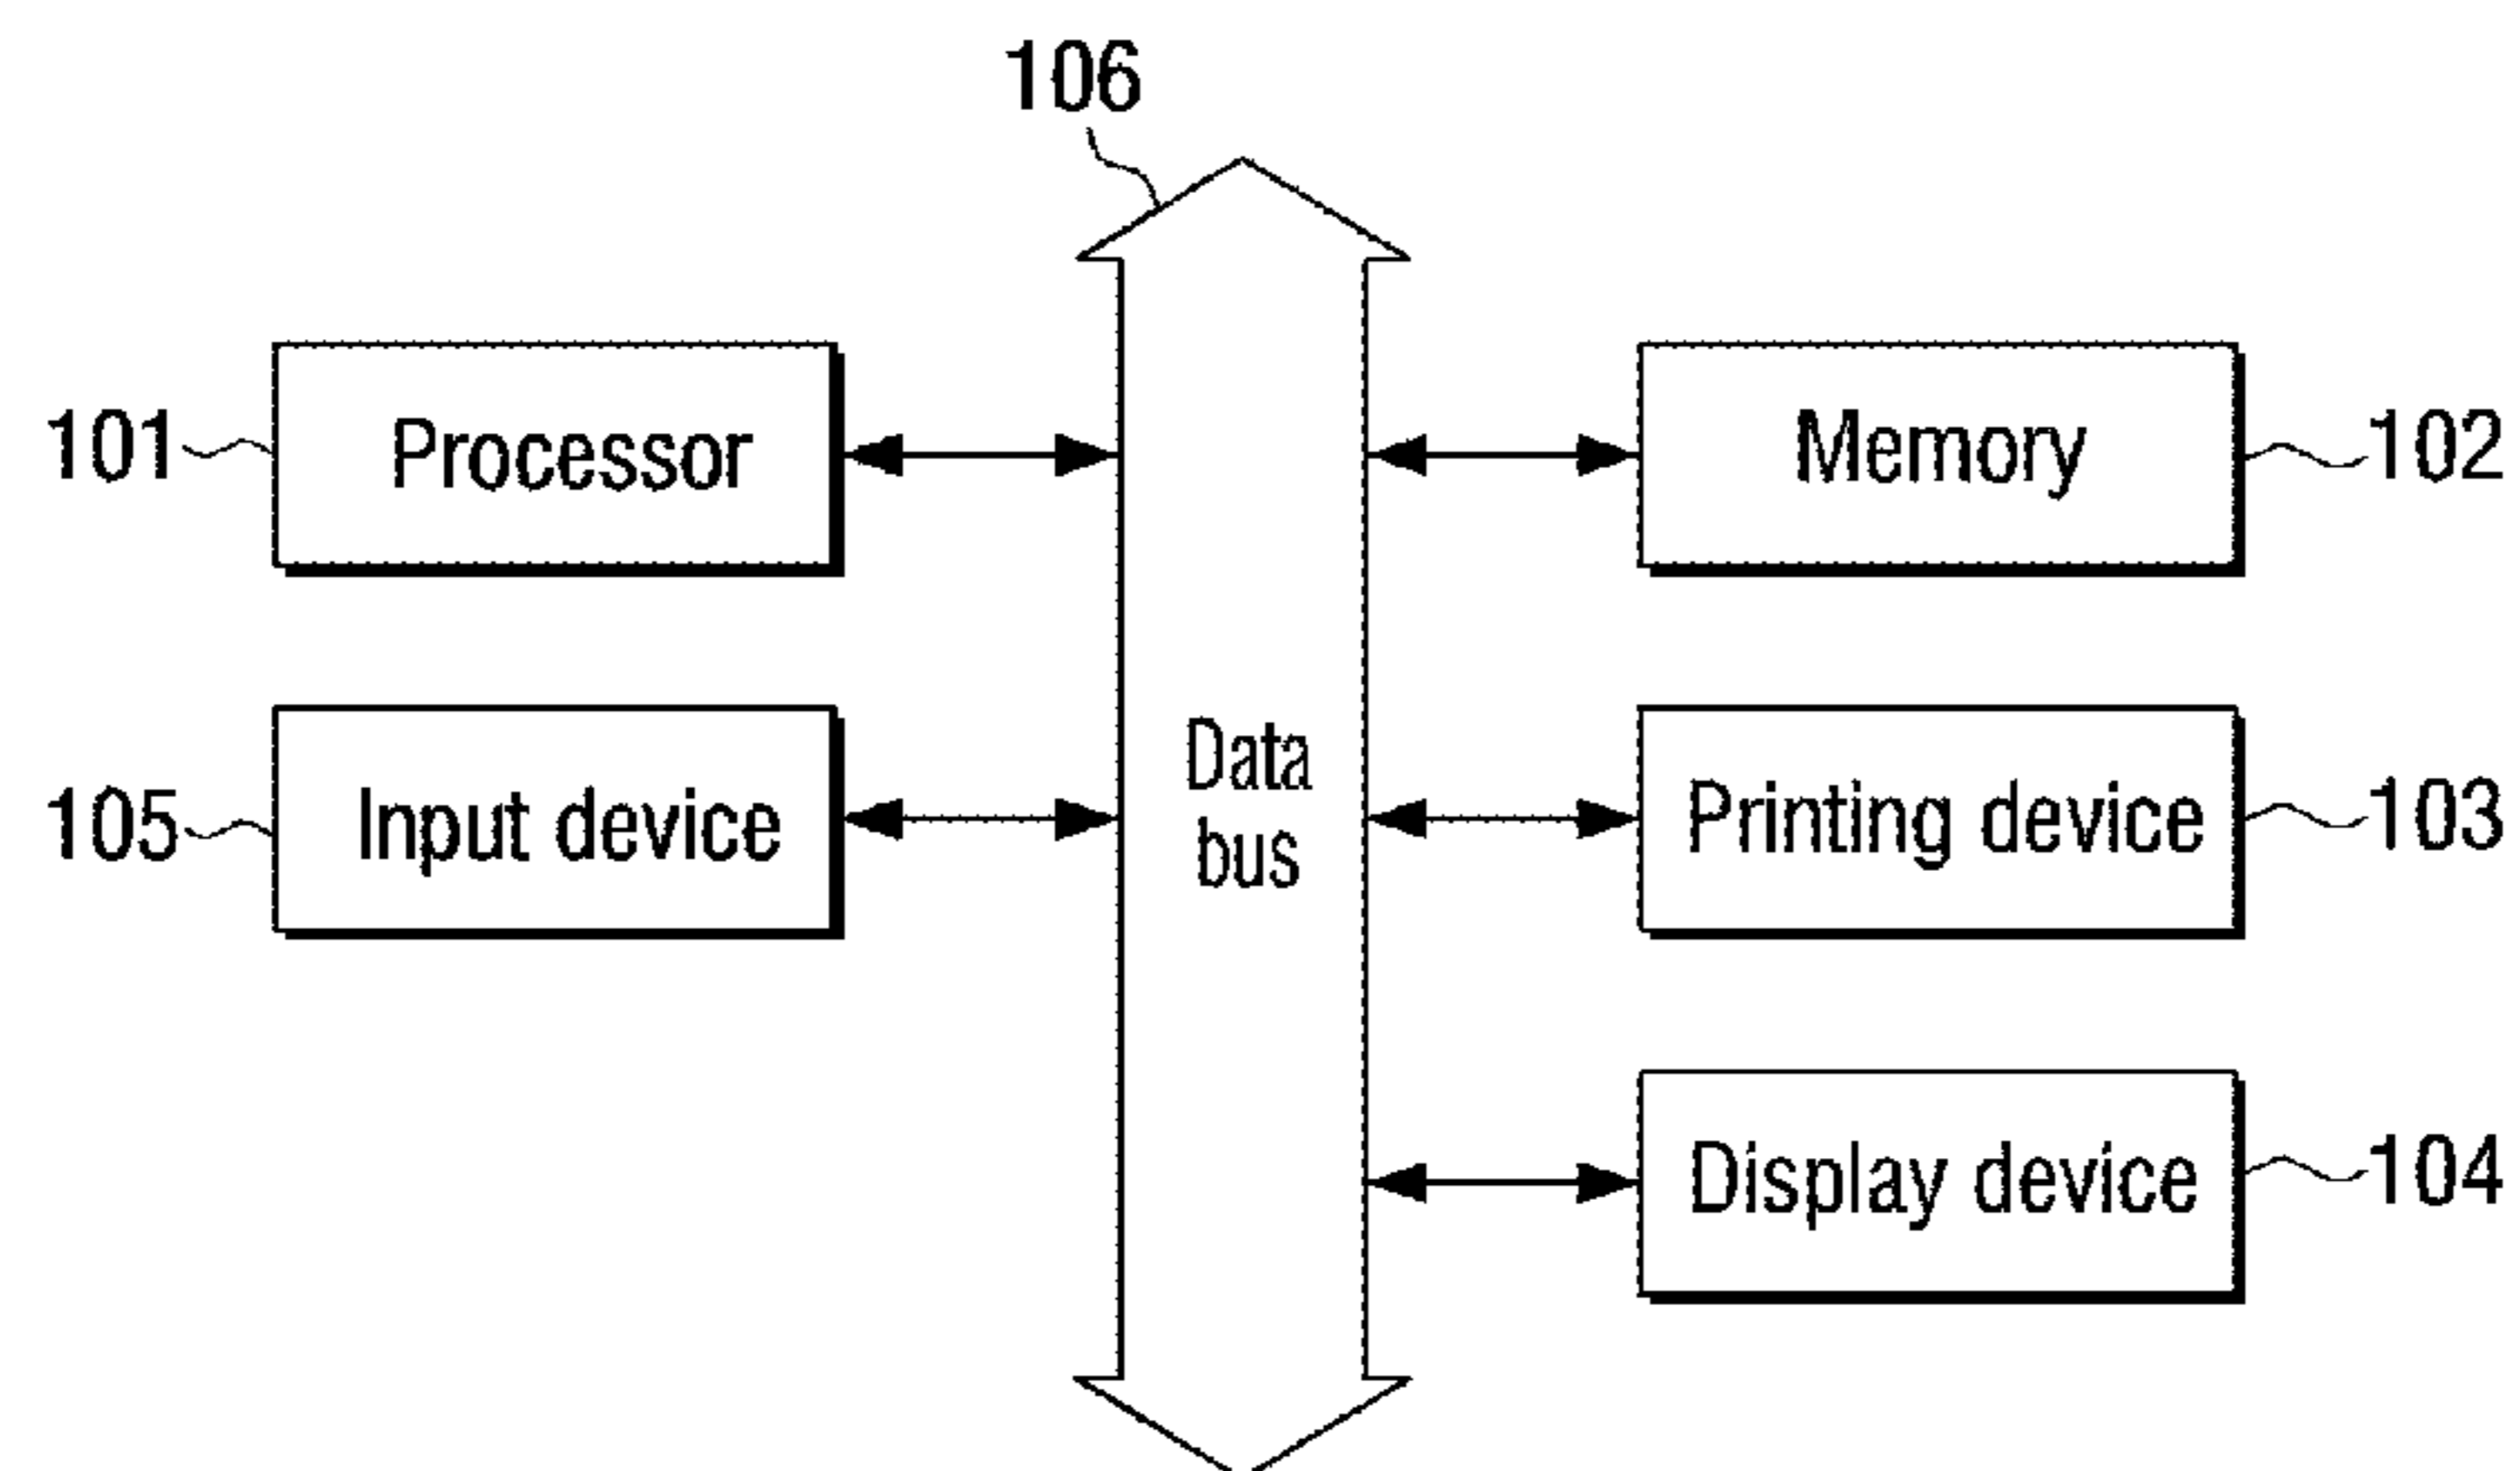 106
101
Processor
Memory
102
105
Input device
Data
bus
Printing device
103
Display device
104